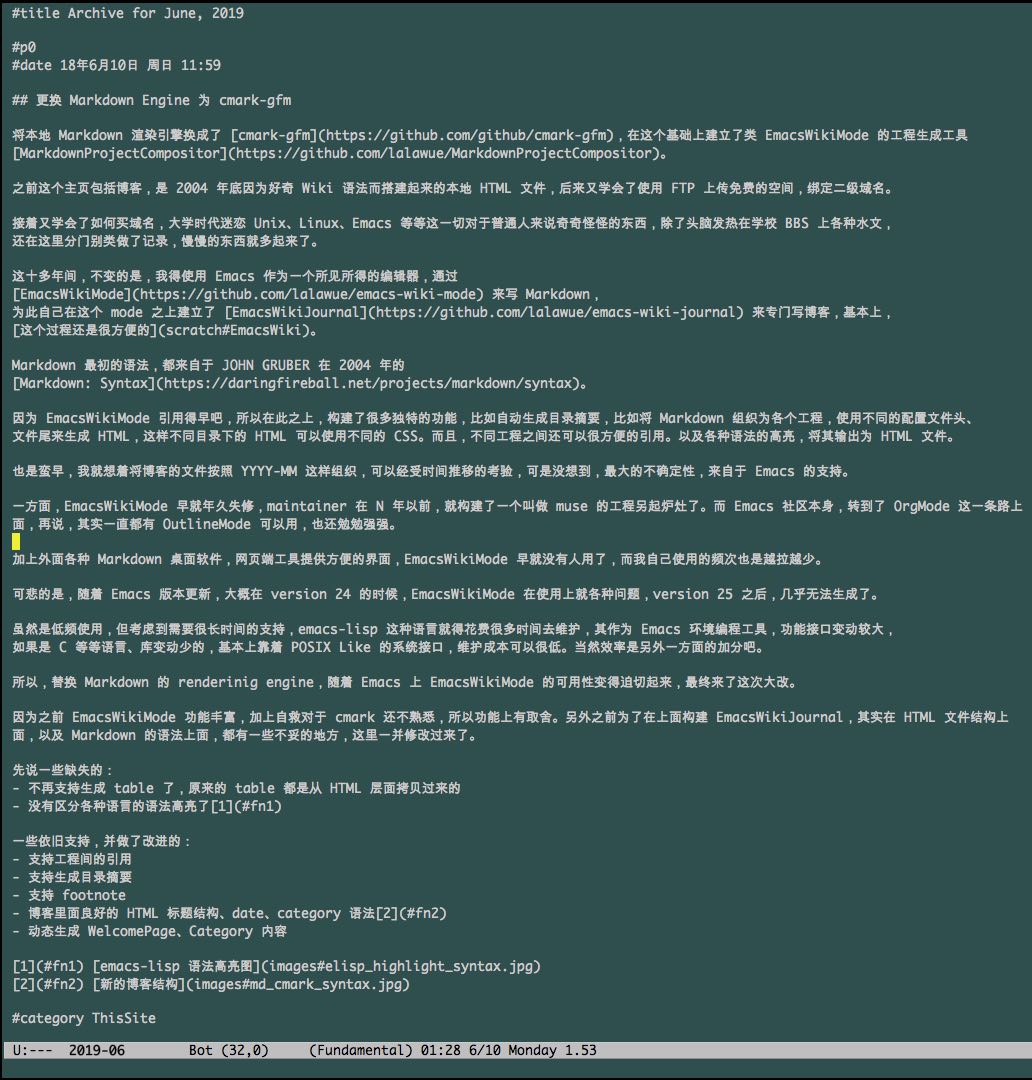 #title Archive for June, 2019
#p0
#date 18年6月10日 周日 11:59
## 更换 Markdown Engine 为 cmark-gfm
将本地 Markdown 渲染引擎换成了 [cmark-gfm](https://github.com/github/cmark-gfm)，在这个基础上建立了类 EmacsWikiMode 的工程生成工具
[MarkdownProjectCompositor](https://github.com/lalawue/MarkdownProjectCompositor)。
之前这个主页包括博客，是 2004 年底因为好奇 Wiki 语法而搭建起来的本地 HTML 文件，后来又学会了使用 FTP 上传免费的空间，绑定二级域名。
接着又学会了如何买域名，大学时代迷恋 Unix、Linux、Emacs 等等这一切对于普通人来说奇奇怪怪的东西，除了头脑发热在学校 BBS 上各种水文，
还在这里分门别类做了记录，慢慢的东西就多起来了。
这十多年间，不变的是，我得使用 Emacs 作为一个所见所得的编辑器，通过
[EmacsWikiMode](https://github.com/lalawue/emacs-wiki-mode) 来写 Markdown，
为此自己在这个 mode 之上建立了 [EmacsWikiJournal](https://github.com/lalawue/emacs-wiki-journal) 来专门写博客，基本上，
[这个过程还是很方便的](scratch#EmacsWiki)。
Markdown 最初的语法，都来自于 JOHN GRUBER 在 2004 年的
[Markdown: Syntax](https://daringfireball.net/projects/markdown/syntax)。
因为 EmacsWikiMode 引用得早吧，所以在此之上，构建了很多独特的功能，比如自动生成目录摘要，比如将 Markdown 组织为各个工程，使用不同的配置文件头、
文件尾来生成 HTML，这样不同目录下的 HTML 可以使用不同的 CSS。而且，不同工程之间还可以很方便的引用。以及各种语法的高亮，将其输出为 HTML 文件。
也是蛮早，我就想着将博客的文件按照 YYYY-MM 这样组织，可以经受时间推移的考验，可是没想到，最大的不确定性，来自于 Emacs 的支持。
一方面，EmacsWikiMode 早就年久失修，maintainer 在 N 年以前，就构建了一个叫做 muse 的工程另起炉灶了。而 Emacs 社区本身，转到了 OrgMode 这一条路上
面，再说，其实一直都有 OutlineMode 可以用，也还勉勉强强。
加上外面各种 Markdown 桌面软件，网页端工具提供方便的界面，EmacsWikiMode 早就没有人用了，而我自己使用的频次也是越拉越少。
可悲的是，随着 Emacs 版本更新，大概在 version 24 的时候，EmacsWikiMode 在使用上就各种问题，version 25 之后，几乎无法生成了。
虽然是低频使用，但考虑到需要很长时间的支持，emacs-lisp 这种语言就得花费很多时间去维护，其作为 Emacs 环境编程工具，功能接口变动较大，
如果是 C 等等语言、库变动少的，基本上靠着 POSIX Like 的系统接口，维护成本可以很低。当然效率是另外一方面的加分吧。
所以，替换 Markdown 的 renderinig engine，随着 Emacs 上 EmacsWikiMode 的可用性变得迫切起来，最终来了这次大改。
因为之前 EmacsWikiMode 功能丰富，加上自救对于 cmark 还不熟悉，所以功能上有取舍。另外之前为了在上面构建 EmacsWikiJournal，其实在 HTML 文件结构上
面，以及 Markdown 的语法上面，都有一些不妥的地方，这里一并修改过来了。
先说一些缺失的：
- 不再支持生成 table 了，原来的 table 都是从 HTML 层面拷贝过来的
- 没有区分各种语言的语法高亮了[1](#fn1)
一些依旧支持，并做了改进的：
- 支持工程间的引用
- 支持生成目录摘要
- 支持 footnote
- 博客里面良好的 HTML 标题结构、date、category 语法[2](#fn2)
- 动态生成 WelcomePage、Category 内容
[1](#fn1) [emacs-lisp 语法高亮图](images#elisp_highlight_syntax.jpg)
[2](#fn2) [新的博客结构](images#md_cmark_syntax.jpg)
#category ThisSite
U:--- 2019-06 Bot (32,0) (Fundamental) 01:28 6/10 Monday 1.53